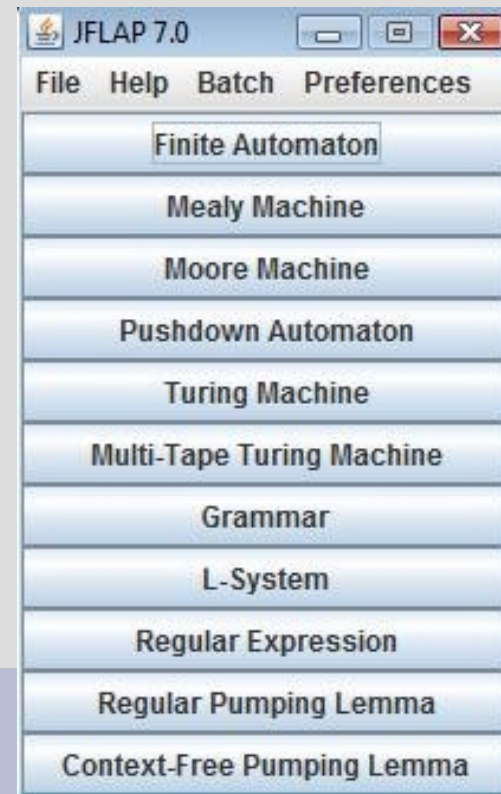 JFLAP 7.0
File Help Batch Preferences
Finite Automaton
Mealy Machine
Moore Machine
Pushdown Automaton
Turing Machine
Multi-Tape Turing Machine
Grammar
L-System
Regular Expression
Regular Pumping Lemma
Context-Free Pumping Lemma